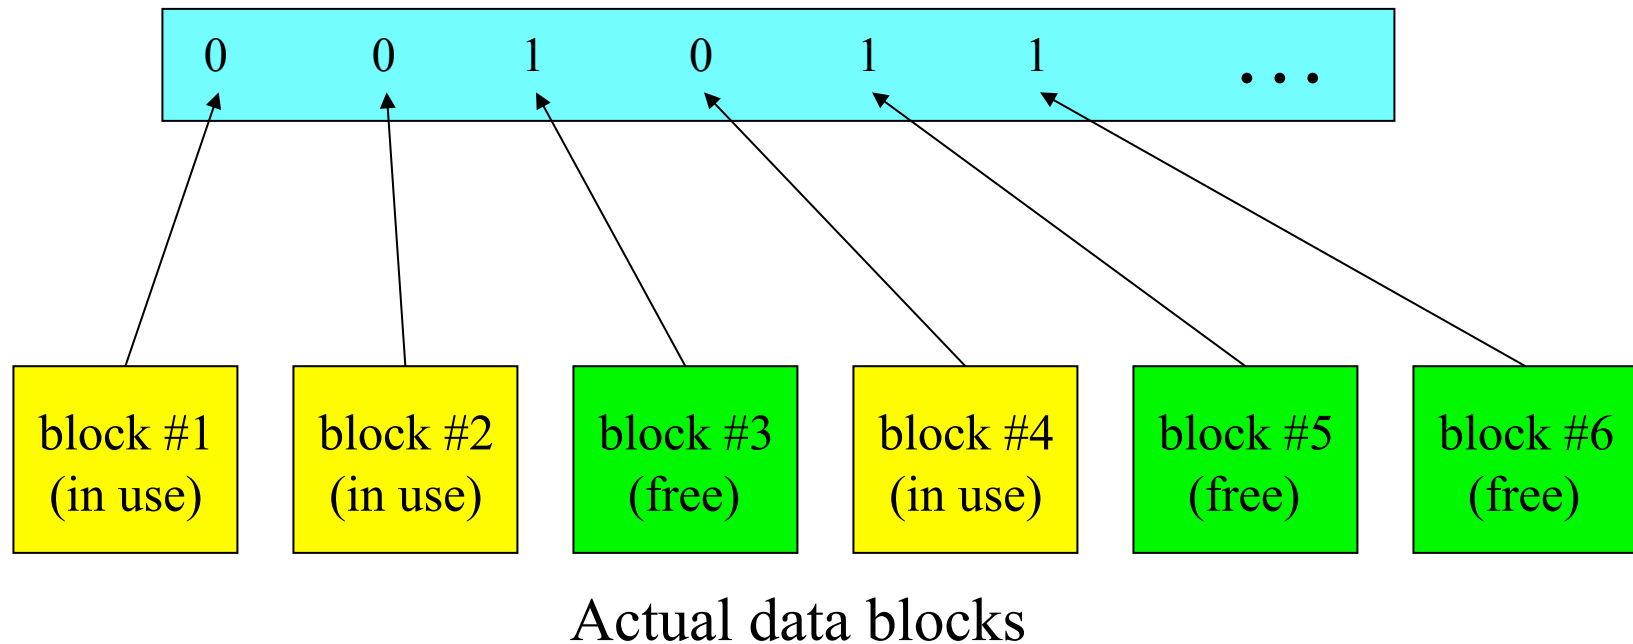 0 0 1 0 1 1 ...
block #1 block #2 block #3 block #4 block #5 block #6
(in use) (in use) (free) (in use) (free) (free)
Actual data blocks